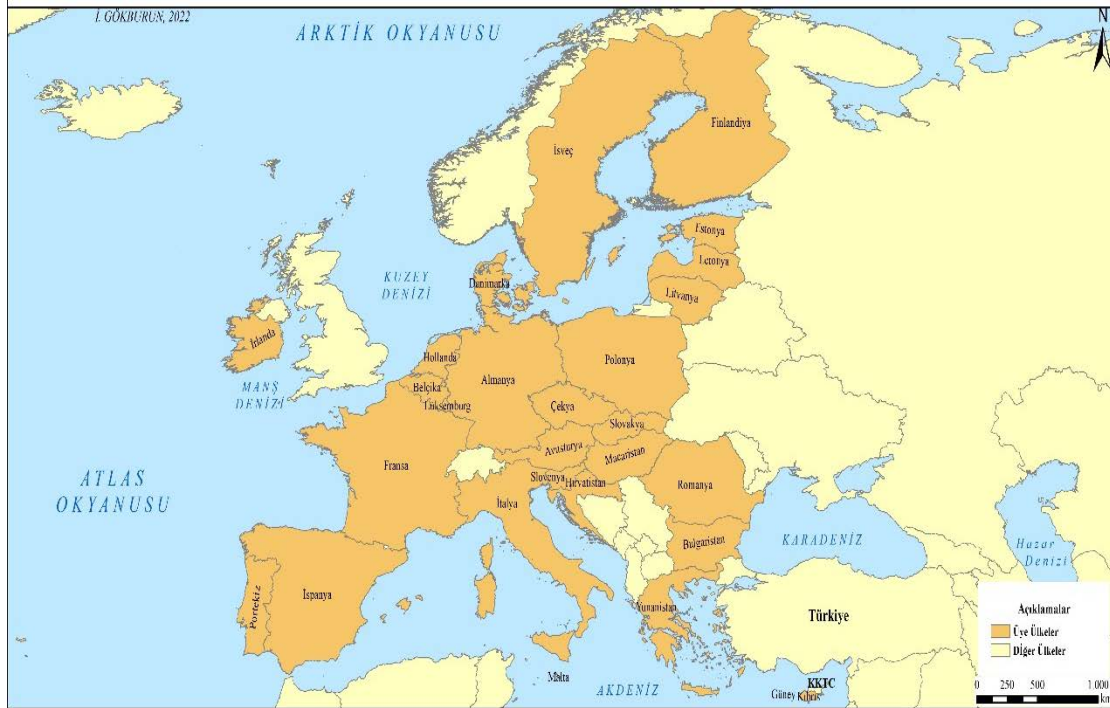 İ. GÖKBURUN, 2022
ARKTİK OKYANUSU
N
Finlandiya
İsveç
Estonya
Letonya
Litvanya
KUZEY
DENİZİ
Danimarka
İrlanda
Hollanda
Polonya
MANŞ
DENİZİ
Belçika
Almanya
Lüksemburg
Çekya
Slovakya
Avusturya
Macaristan
Fransa
ATLAS
OKYANUSU
Slovenya
Hırvatistan
Romanya
İtalya
Bulgaristan
KARADENİZ
Hazar
Denizi
Portekiz
İspanya
Yunanistan
Türkiye
Malta
AKDENİZ
KKTC
Güney Kıbrıs
Açıklamalar
Üye Ülkeler
Diğer Ülkeler
0 250 500 1.000
km